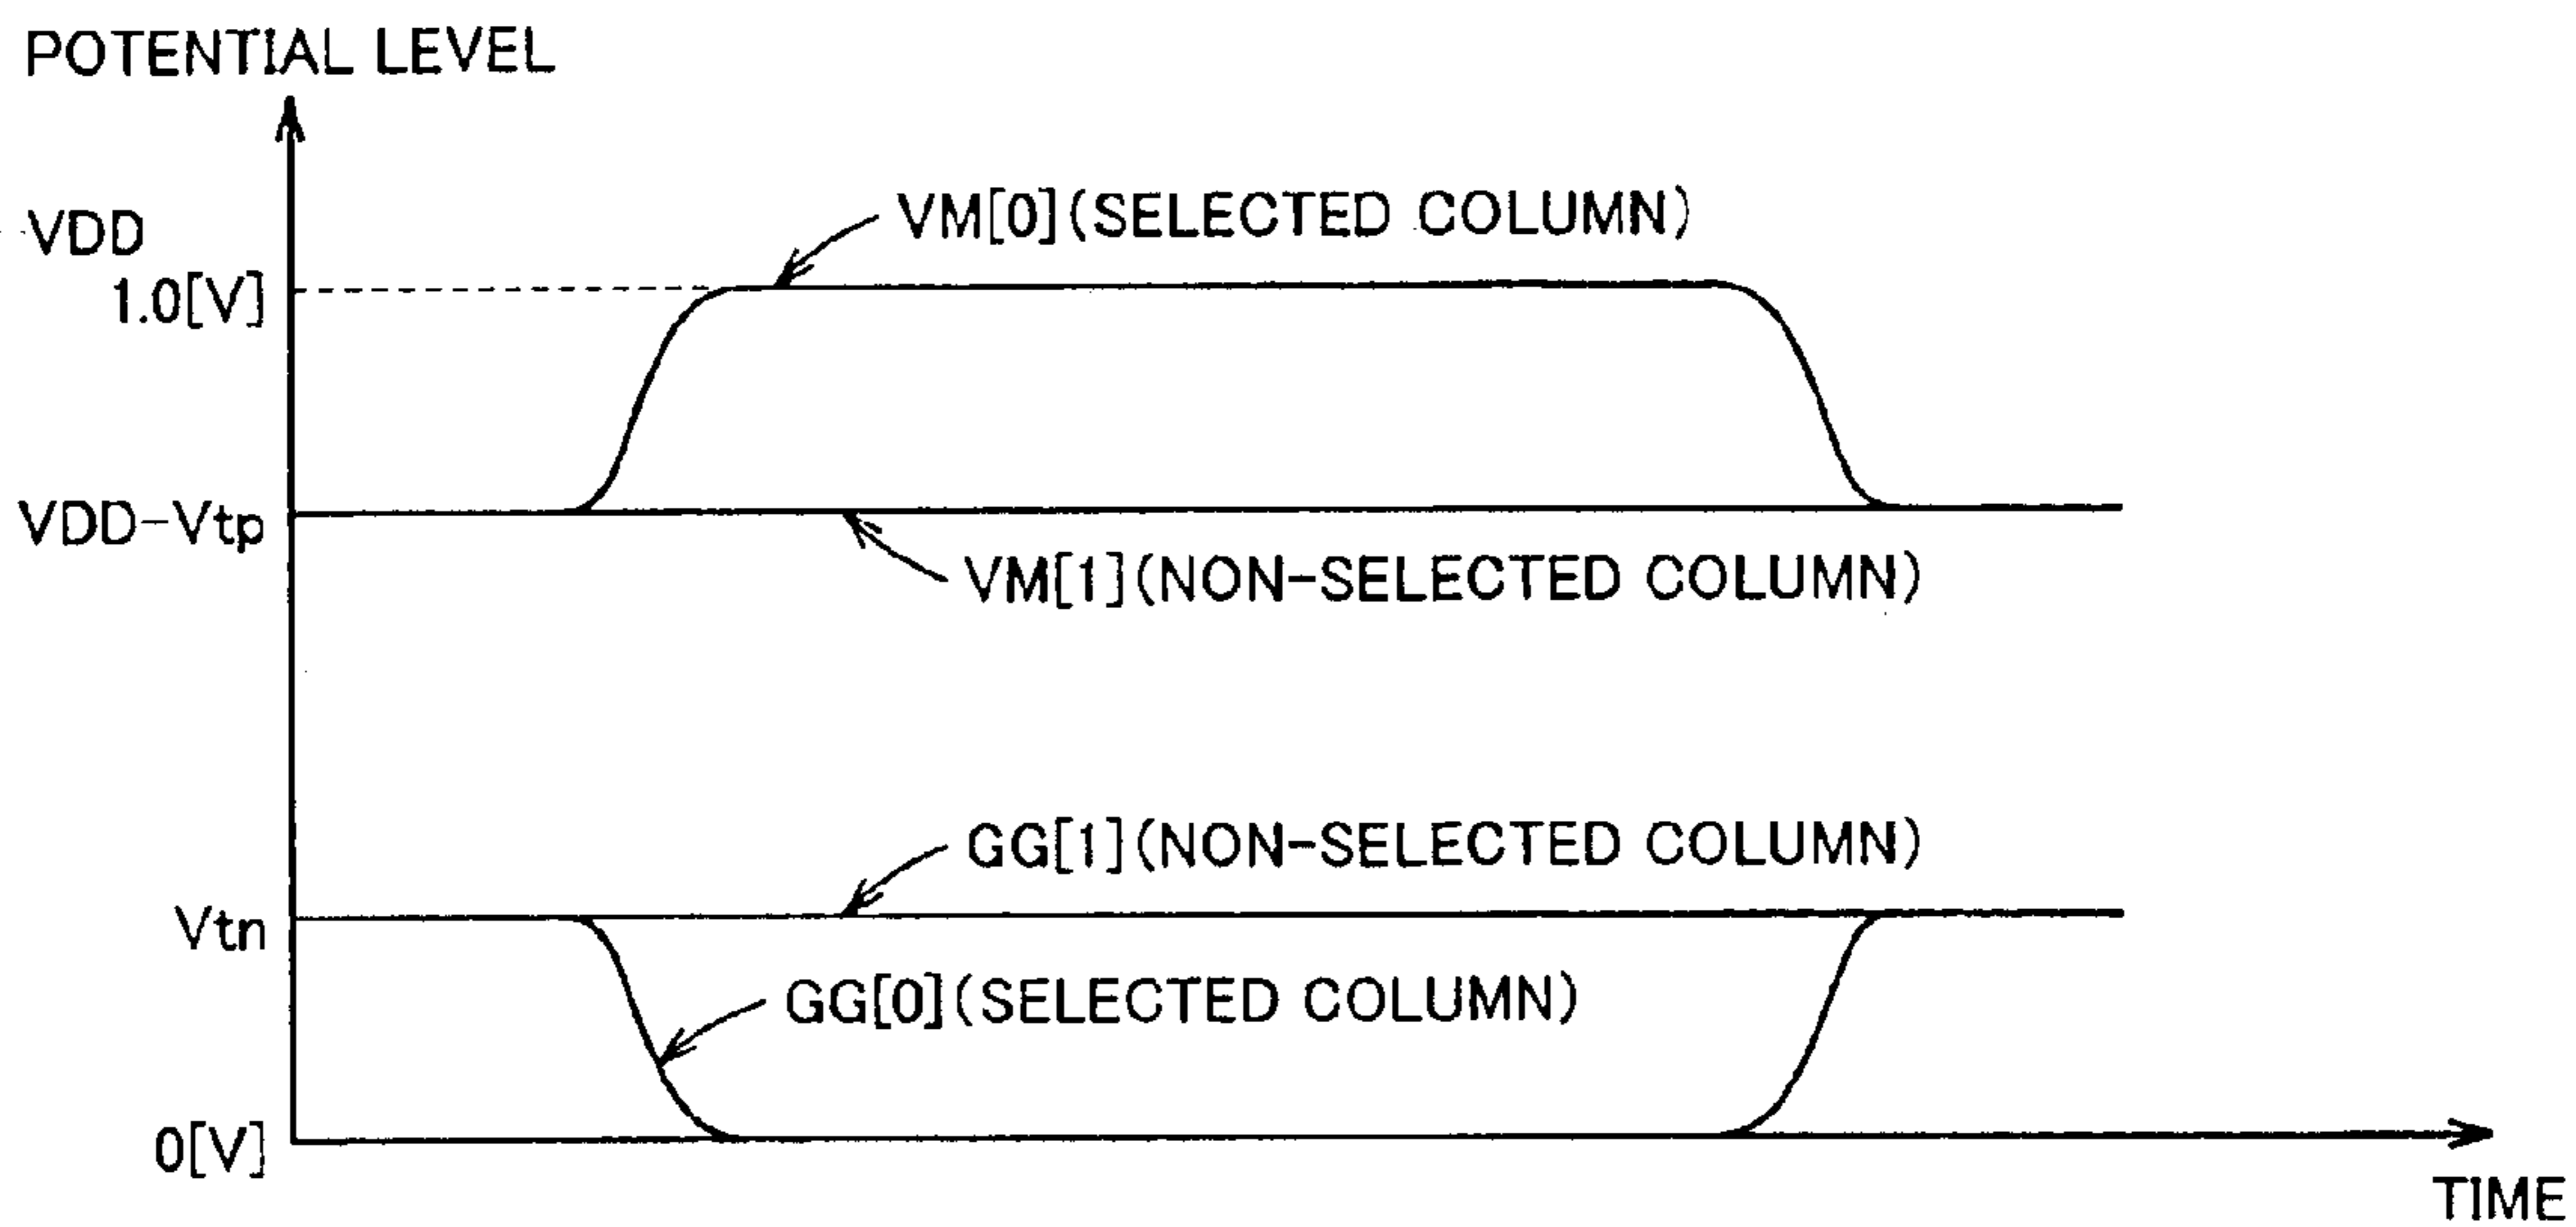 POTENTIAL LEVEL
VM[0](SELECTED COLUMN)
VDD
1.0[V]
VDD-Vtp
VM[1](NON-SELECTED COLUMN)
GG[1](NON-SELECTED COLUMN)
Vtn
GG[0](SELECTED COLUMN)
0[V]
TIME